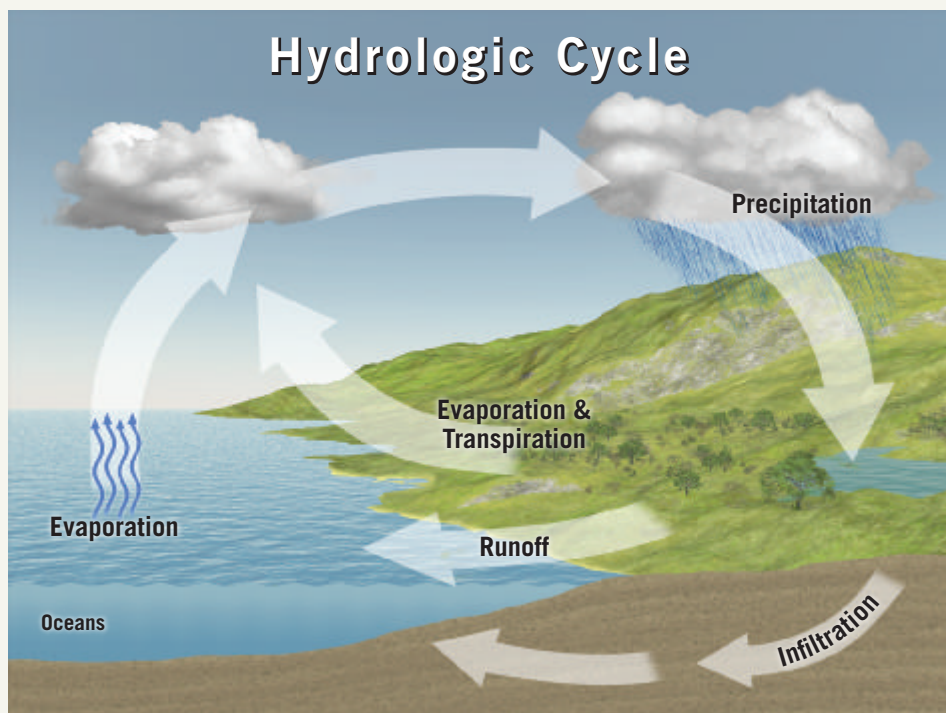 Hydrologic Cycle
Precipitation
Evaporation &
Transpiration
Evaporation
Runoff
Oceans
Infiltration